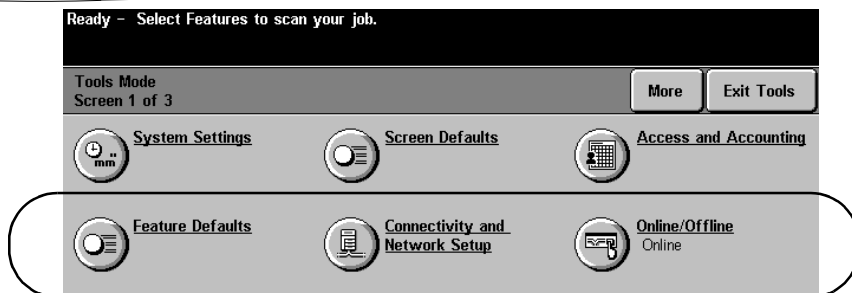 Ready - Select Features to scan your job.
Tools Mode
Screen 1 of 3
More
Exit Tools
mm
System Settings
Screen Defaults
Access and Accounting
Feature Defaults
Connectivity and
Network Setup
Online/Offline
Online